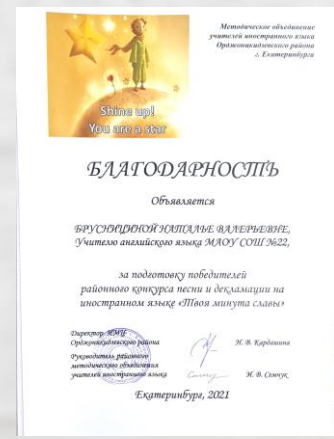 Методическое объединение
учителей иностранного языка
Орджоникидзевского района
г. Екатеринбурга
Shine up!
You are a star
БЛАГОДАРНОСТЬ
Объявляется
БРУСНИЦИНОЙ НАТАЛЬЕ ВАЛЕРЬЕВНЕ,
Учителю английского языка МАОУ СОШ №22,
за подготовку победителей
районного конкурса песни и декламации на
иностранном языке «Твоя минута славы»
Директор ИМЦ
Орджоникидзевского района
И. В.
Руководитель районного
методического объединения
учителей иностранного языка
Н. В. Семчук
Екатеринбург, 2021